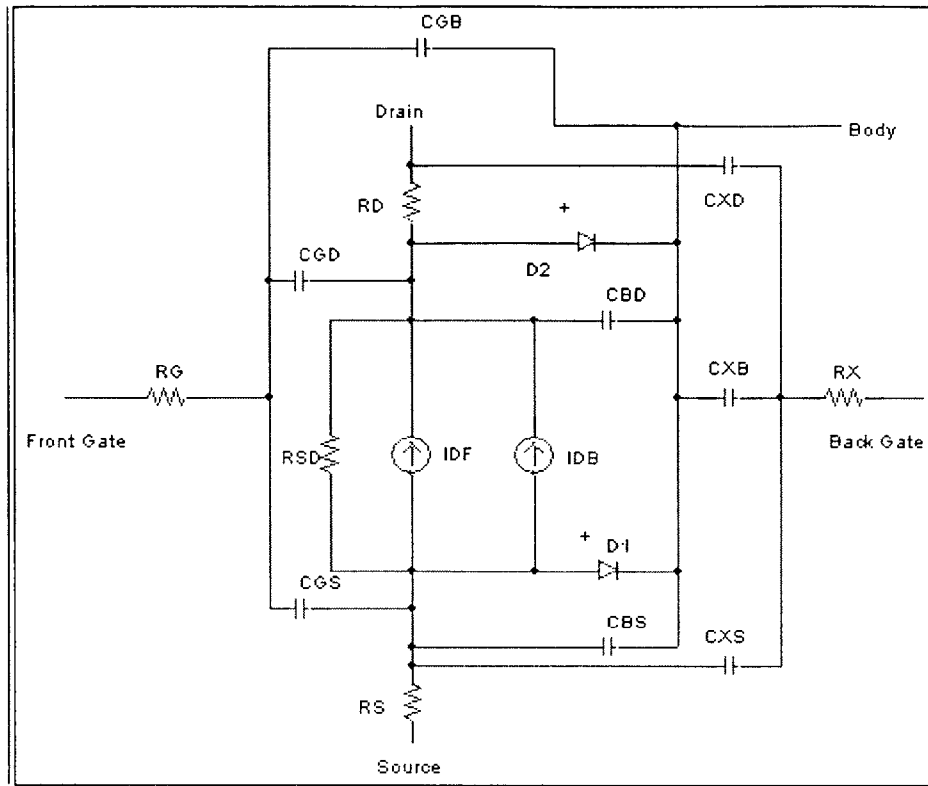 CGB
Drain
Body
RD
+
CXD
CGD
D2
CBD
RG
CXB
RX
Front Gate
RSD
IDF
IDB
Back Gate
+
D1
CGS
CBS
CXS
RS
Source